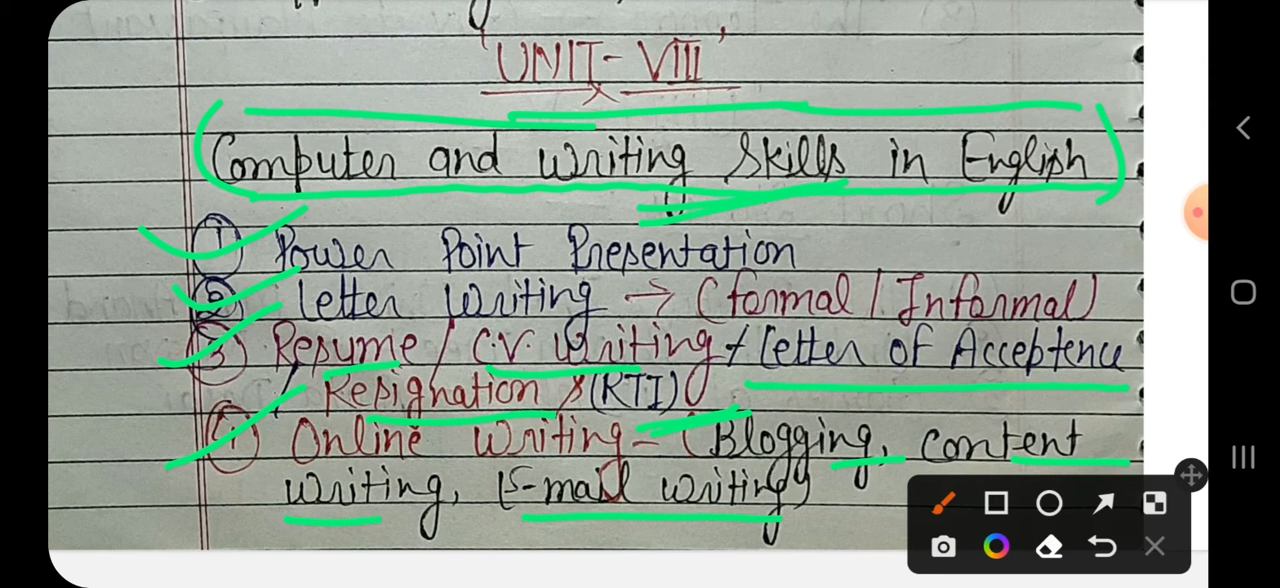 'UNIT-VIII'
Computer and Writing Skills in English
① Power Point Presentation
② Letter Writing → (formal / Informal)
③ Resume / C.V. Writing + Letter of Acceptence
/ Resignation / (RTI)
④ Online Writing - (Blogging, content
writing, E-mail writing)